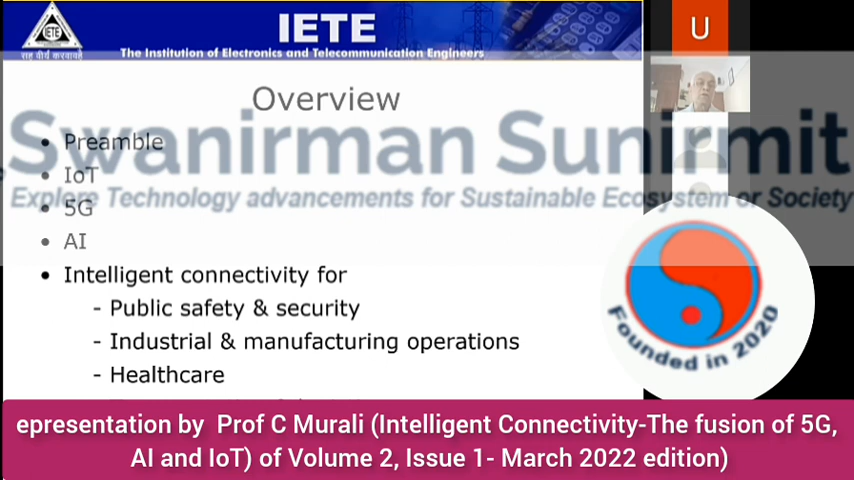 IETE
IETE
सह वीर्यं करवावहै
The Institution of Electronics and Telecommunication Engineers
U
Overview
Swanirman Sunirmit
Explore Technology advancements for Sustainable Ecosystem or Society
• Preamble
• IoT
• 5G
• AI
• Intelligent connectivity for
- Public safety & security
- Industrial & manufacturing operations
- Healthcare
Founded in 2020
epresentation by Prof C Murali (Intelligent Connectivity-The fusion of 5G,
AI and IoT) of Volume 2, Issue 1- March 2022 edition)